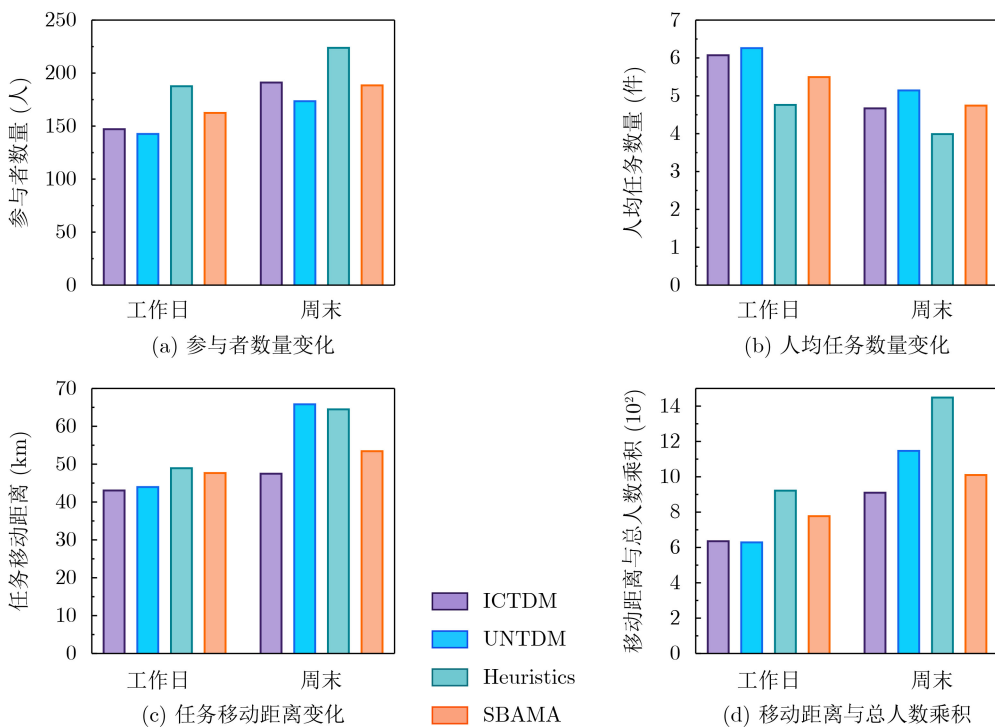 250
200
150
100
50
0
参与者数量 (人)
工作日
周末
(a) 参与者数量变化
7
6
5
4
3
2
1
0
人均任务数量 (件)
工作日
周末
(b) 人均任务数量变化
70
60
50
40
30
20
10
0
任务移动距离 (km)
工作日
周末
(c) 任务移动距离变化
ICTDM
UNTDM
Heuristics
SBAMA
14
12
10
8
6
4
2
0
移动距离与总人数乘积 (10²)
工作日
周末
(d) 移动距离与总人数乘积